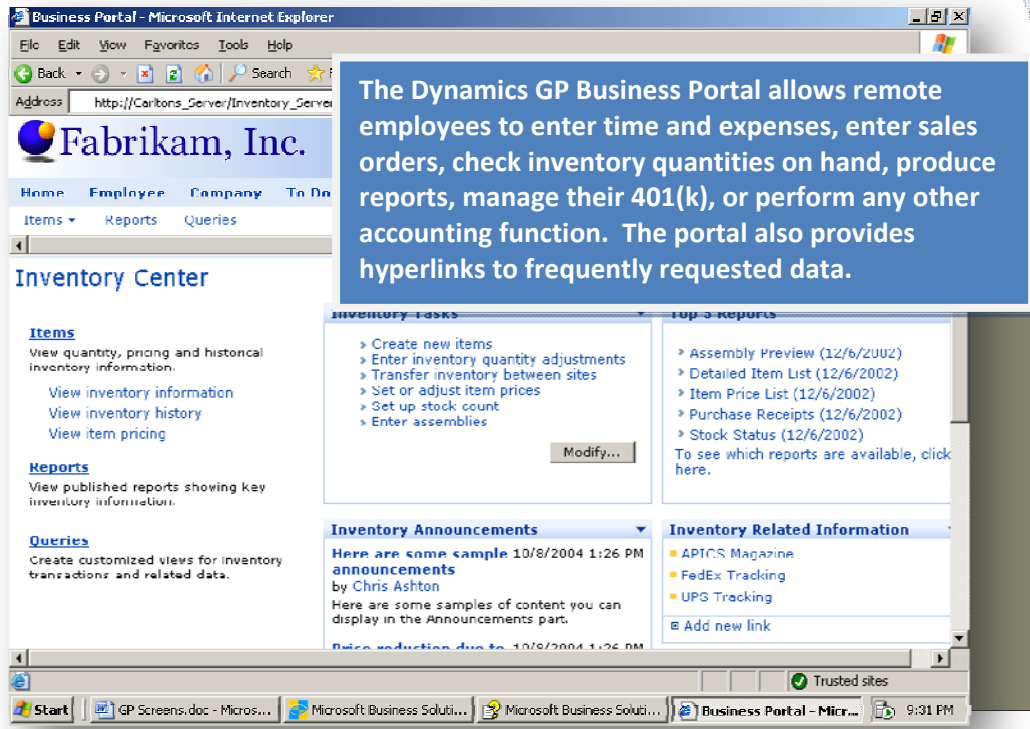 Business Portal - Microsoft Internet Explorer
File Edit View Favorites Tools Help
Back Search
Address http://Carltons_Server/Inventory_Server
The Dynamics GP Business Portal allows remote
employees to enter time and expenses, enter sales
orders, check inventory quantities on hand, produce
reports, manage their 401(k), or perform any other
accounting function. The portal also provides
hyperlinks to frequently requested data.
Fabrikam, Inc.
Home Employee Company To Do
Items Reports Queries
Inventory Center
Items
View quantity, pricing and historical
inventory information.
View inventory information
View inventory history
View item pricing
Reports
View published reports showing key
inventory information.
Queries
Create customized views for inventory
transactions and related data.
Inventory Tasks
» Create new items
» Enter inventory quantity adjustments
» Transfer inventory between sites
» Set or adjust item prices
» Set up stock count
» Enter assemblies
Modify...
Top 5 Reports
Assembly Preview (12/6/2002)
Detailed Item List (12/6/2002)
Item Price List (12/6/2002)
Purchase Receipts (12/6/2002)
Stock Status (12/6/2002)
To see which reports are available, click
here.
Inventory Announcements
Here are some sample 10/8/2004 1:26 PM
announcements
by Chris Ashton
Here are some samples of content you can
display in the Announcements part.
Price reduction due to 10/8/2004 1:26 PM
Inventory Related Information
APICS Magazine
FedEx Tracking
UPS Tracking
Add new link
Trusted sites
Start GP Screens.doc - Micros... Microsoft Business Soluti... Microsoft Business Soluti... Business Portal - Micr... 9:31 PM